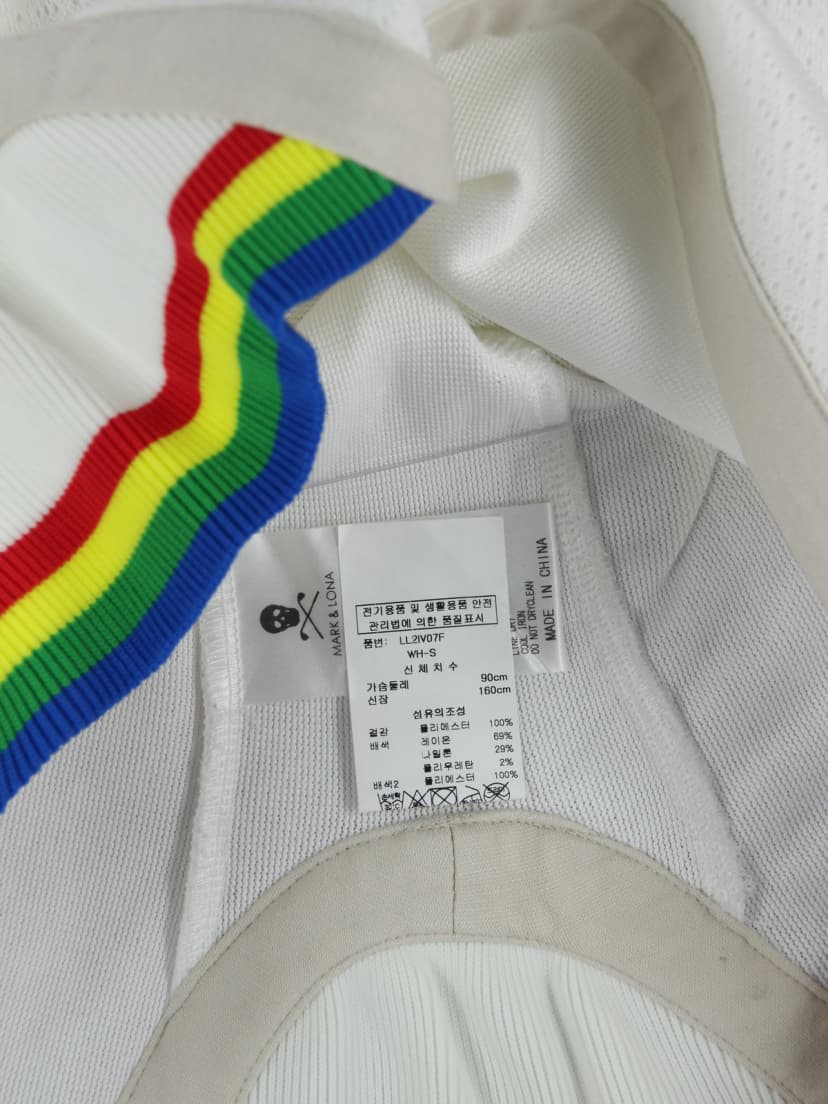 MARK & LONA
전기용품 및 생활용품 안전
관리법에 의한 품질표시
품번: LL2IV07F
WH-S
신체치수
가슴둘레 90cm
신장 160cm
섬유의조성
겉감 폴리에스터 100%
배색 레이온 69%
나일론 29%
폴리우레탄 2%
배색2 폴리에스터 100%
손세탁
COOL IRON
DO NOT DRYCLEAN
MADE IN CHINA